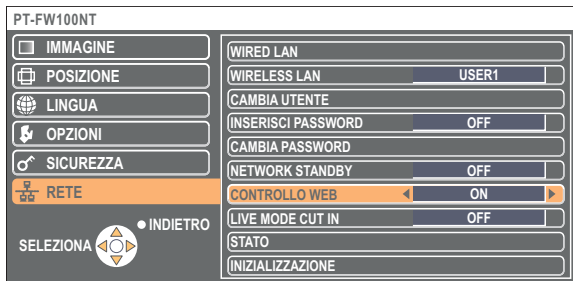 PT-FW100NT
IMMAGINE
POSIZIONE
LINGUA
OPZIONI
SICUREZZA
RETE
INDIETRO
SELEZIONA
WIRED LAN
WIRELESS LAN USER1
CAMBIA UTENTE
INSERISCI PASSWORD OFF
CAMBIA PASSWORD
NETWORK STANDBY OFF
CONTROLLO WEB ON
LIVE MODE CUT IN OFF
STATO
INIZIALIZZAZIONE